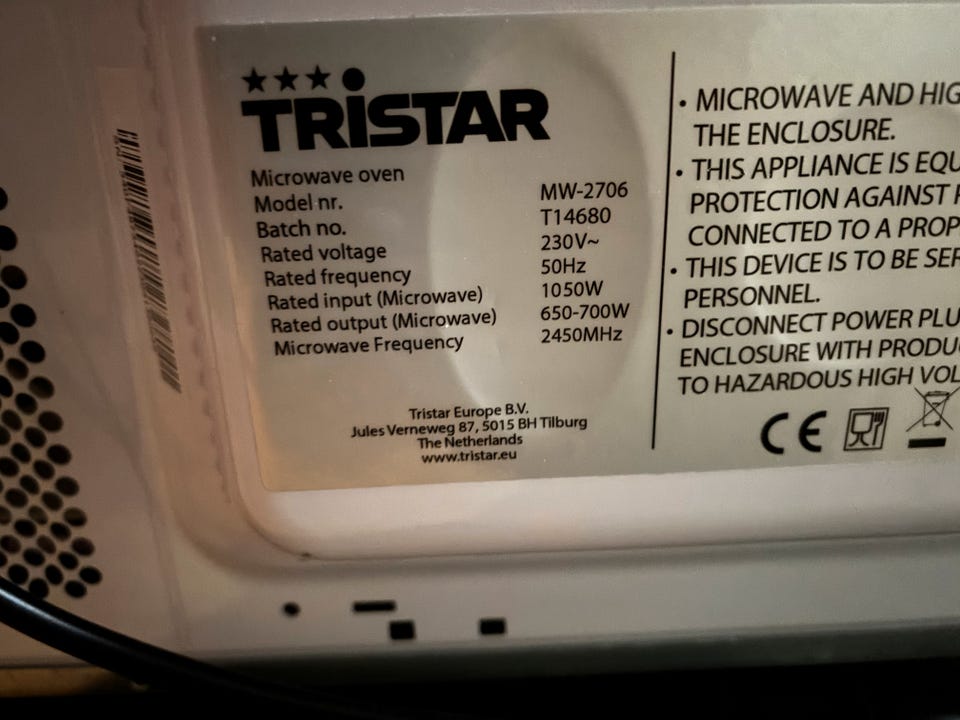 TRiSTAR
Microwave oven
Model nr. MW-2706
Batch no. T14680
Rated voltage 230V~
Rated frequency 50Hz
Rated input (Microwave) 1050W
Rated output (Microwave) 650-700W
Microwave Frequency 2450MHz
Tristar Europe B.V.
Jules Verneweg 87, 5015 BH Tilburg
The Netherlands
www.tristar.eu
• MICROWAVE AND
THE ENCLOSURE.
• THIS APPLIANCE IS
PROTECTION AGAINST
CONNECTED TO A
• THIS DEVICE IS TO BE
PERSONNEL.
• DISCONNECT POWER
ENCLOSURE WITH
TO HAZARDOUS HIGH
CE